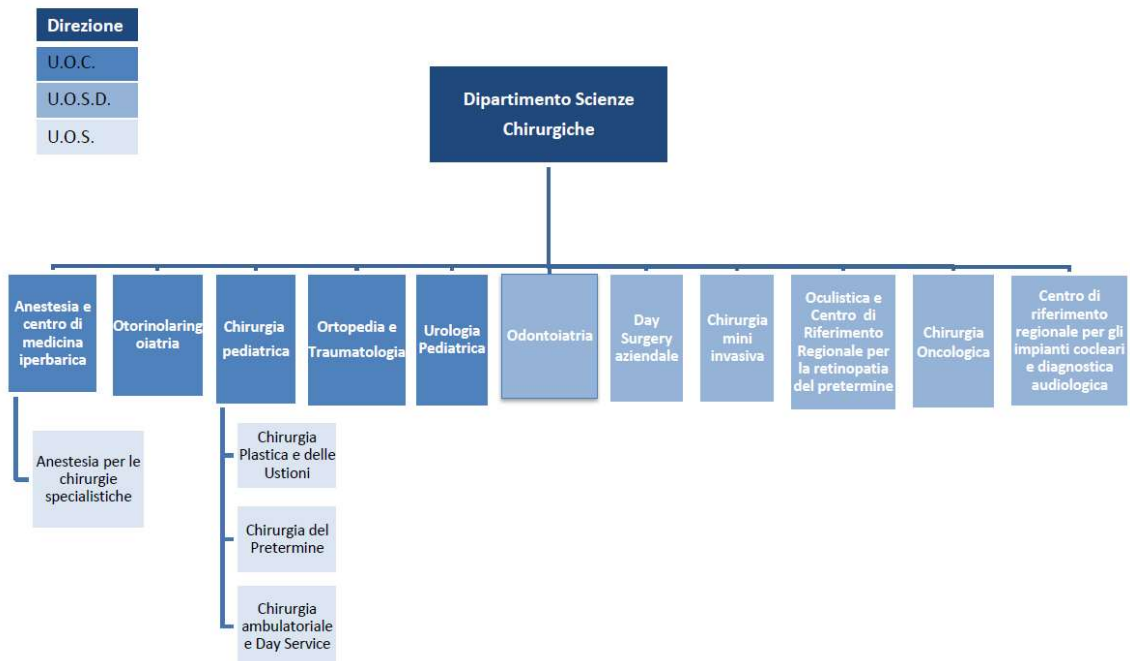 Direzione
U.O.C.
U.O.S.D.
U.O.S.
Dipartimento Scienze
Chirurgiche
Anestesia e
centro di
medicina
iperbarica
Otorinolaring
oiatria
Chirurgia
pediatrica
Ortopedia e
Traumatologia
Urologia
Pediatrica
Odontoiatria
Day
Surgery
aziendale
Chirurgia
mini
invasiva
Oculistica e
Centro di
Riferimento
Regionale per
la retinopatia
del pretermine
Chirurgia
Oncologica
Centro di
riferimento
regionale per gli
impianti cocleari
e diagnostica
audiologica
Anestesia per le
chirurgie
specialistiche
Chirurgia
Plastica e delle
Ustioni
Chirurgia del
Pretermine
Chirurgia
ambulatoriale
e Day Service